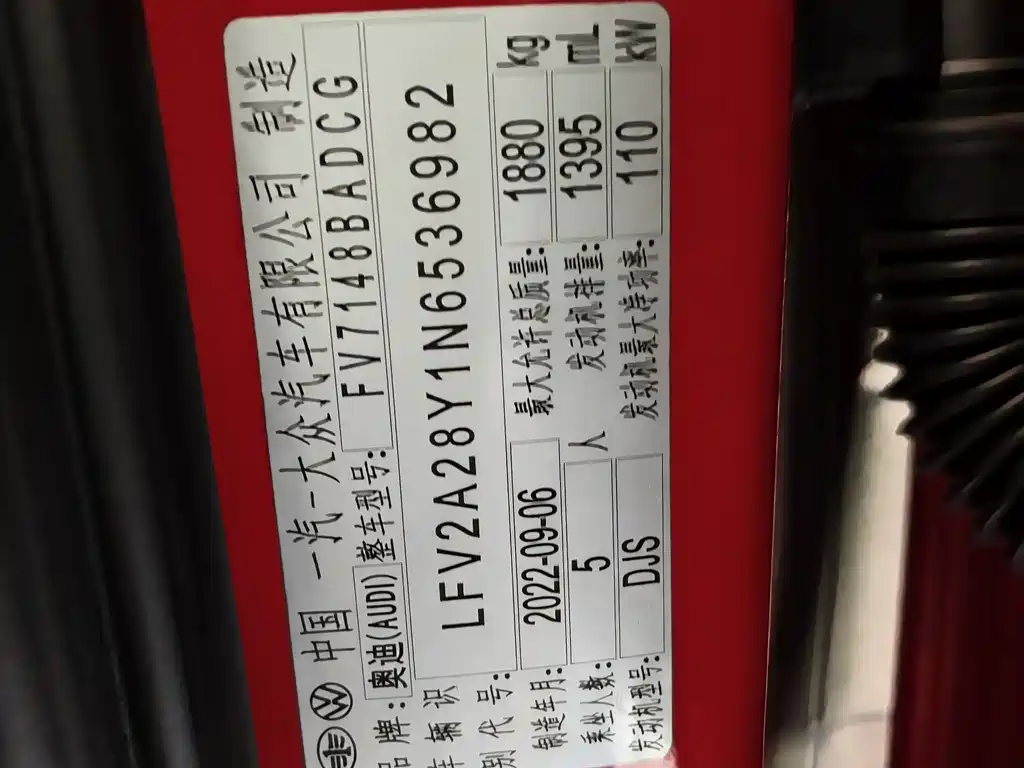 中国 一汽-大众汽车有限公司 制造
品牌: 奥迪(AUDI) 整车型号: FV7148BADCG
车辆识别代号: LFV2A28Y1N6536982
制造年月: 2022-09-06 最大允许总质量: 1880 kg
乘坐人数: 5 人 发动机排量: 1395 mL
发动机型号: DJS 发动机最大净功率: 110 kW